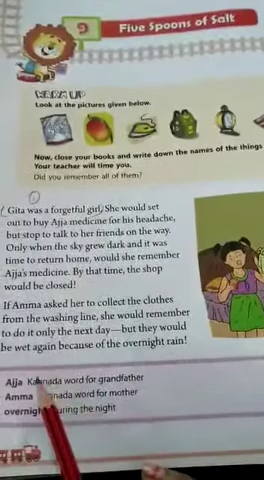 9
Five Spoons of Salt
WARM UP
Look at the pictures given below.
Now, close your books and write down the names of the things
Your teacher will time you.
Did you remember all of them?
Gita was a forgetful girl. She would set
out to buy Ajja medicine for his headache,
but stop to talk to her friends on the way.
Only when the sky grew dark and it was
time to return home, would she remember
Ajja's medicine. By that time, the shop
would be closed!
If Amma asked her to collect the clothes
from the washing line, she would remember
to do it only the next day—but they would
be wet again because of the overnight rain!
Ajja Kannada word for grandfather
Amma nada word for mother
overnight uring the night